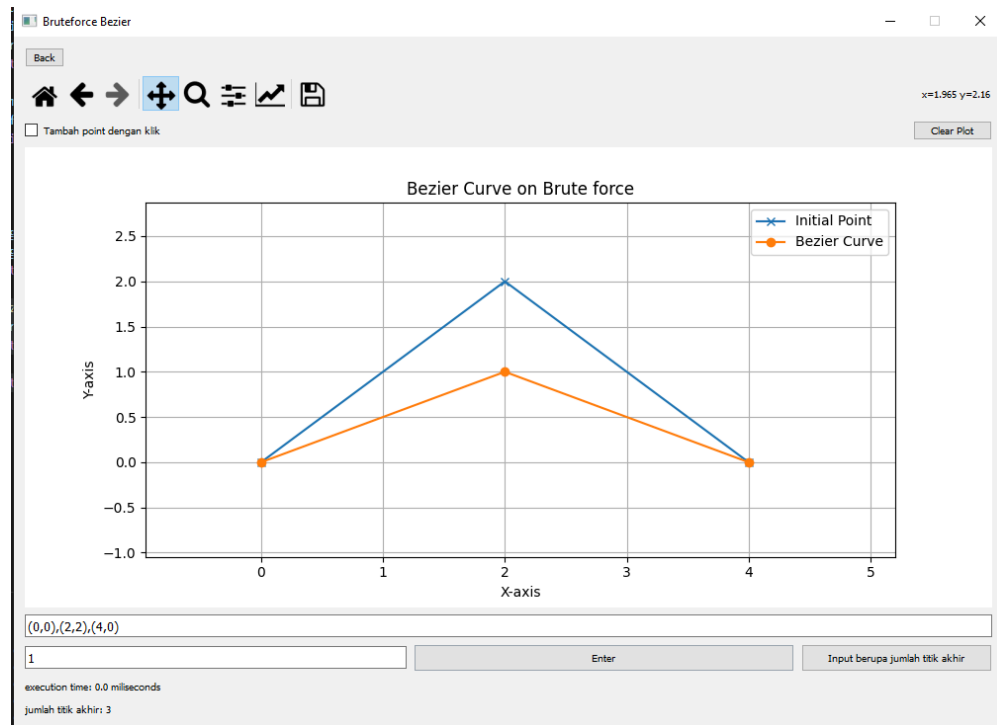 Bruteforce Bezier
Back
x=1.965 y=2.16
Tambah point dengan klik
Clear Plot
Bezier Curve on Brute force
Initial Point
Bezier Curve
2.5
2.0
1.5
1.0
0.5
0.0
−0.5
−1.0
Y-axis
0 1 2 3 4 5
X-axis
(0,0),(2,2),(4,0)
1
Enter
Input berupa jumlah titik akhir
execution time: 0.0 miliseconds
jumlah titik akhir: 3